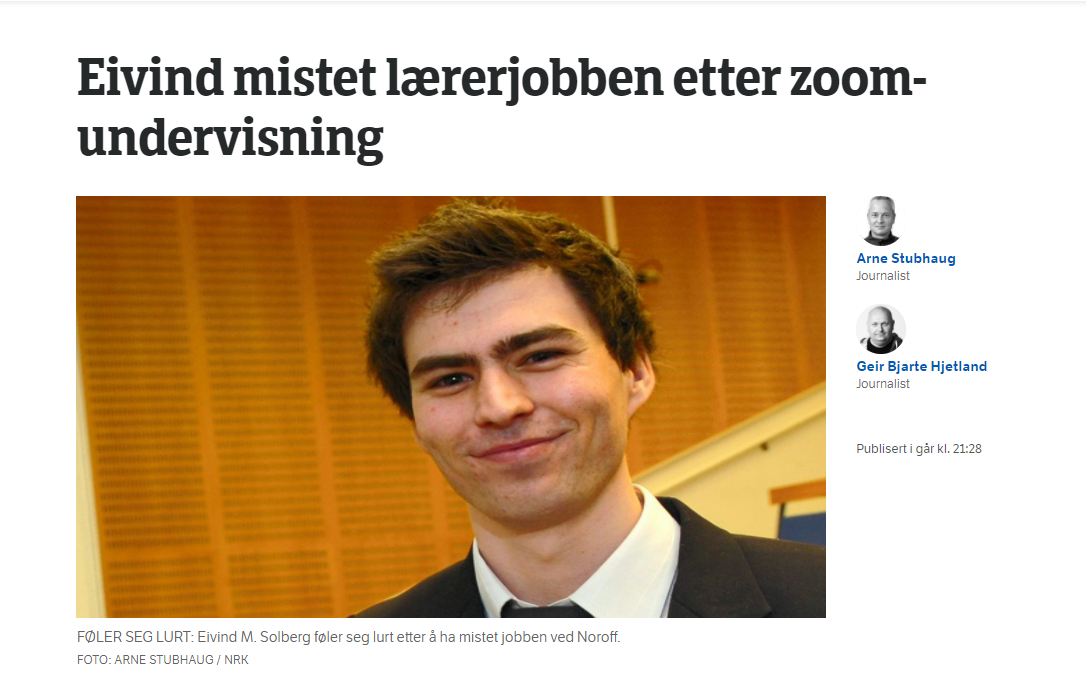 Eivind mistet lærerjobben etter zoom-
undervisning
Arne Stubhaug
Journalist
Geir Bjarte Hjetland
Journalist
Publisert i går kl. 21:28
FØLER SEG LURT: Eivind M. Solberg føler seg lurt etter å ha mistet jobben ved Noroff.
FOTO: ARNE STUBHAUG / NRK